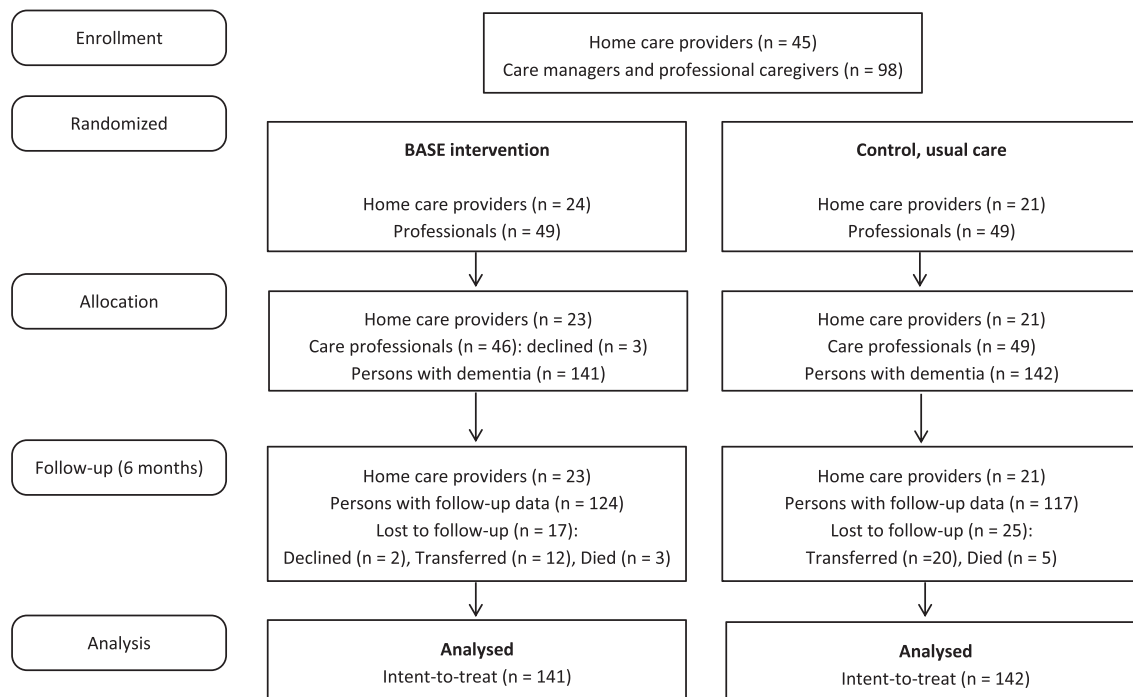 Enrollment
Home care providers (n = 45)
Care managers and professional caregivers (n = 98)
Randomized
BASE intervention
Home care providers (n = 24)
Professionals (n = 49)
Control, usual care
Home care providers (n = 21)
Professionals (n = 49)
Allocation
Home care providers (n = 23)
Care professionals (n = 46): declined (n = 3)
Persons with dementia (n = 141)
Home care providers (n = 21)
Care professionals (n = 49)
Persons with dementia (n = 142)
Follow-up (6 months)
Home care providers (n = 23)
Persons with follow-up data (n = 124)
Lost to follow-up (n = 17):
Declined (n = 2), Transferred (n = 12), Died (n = 3)
Home care providers (n = 21)
Persons with follow-up data (n = 117)
Lost to follow-up (n = 25):
Transferred (n =20), Died (n = 5)
Analysis
Analysed
Intent-to-treat (n = 141)
Analysed
Intent-to-treat (n = 142)